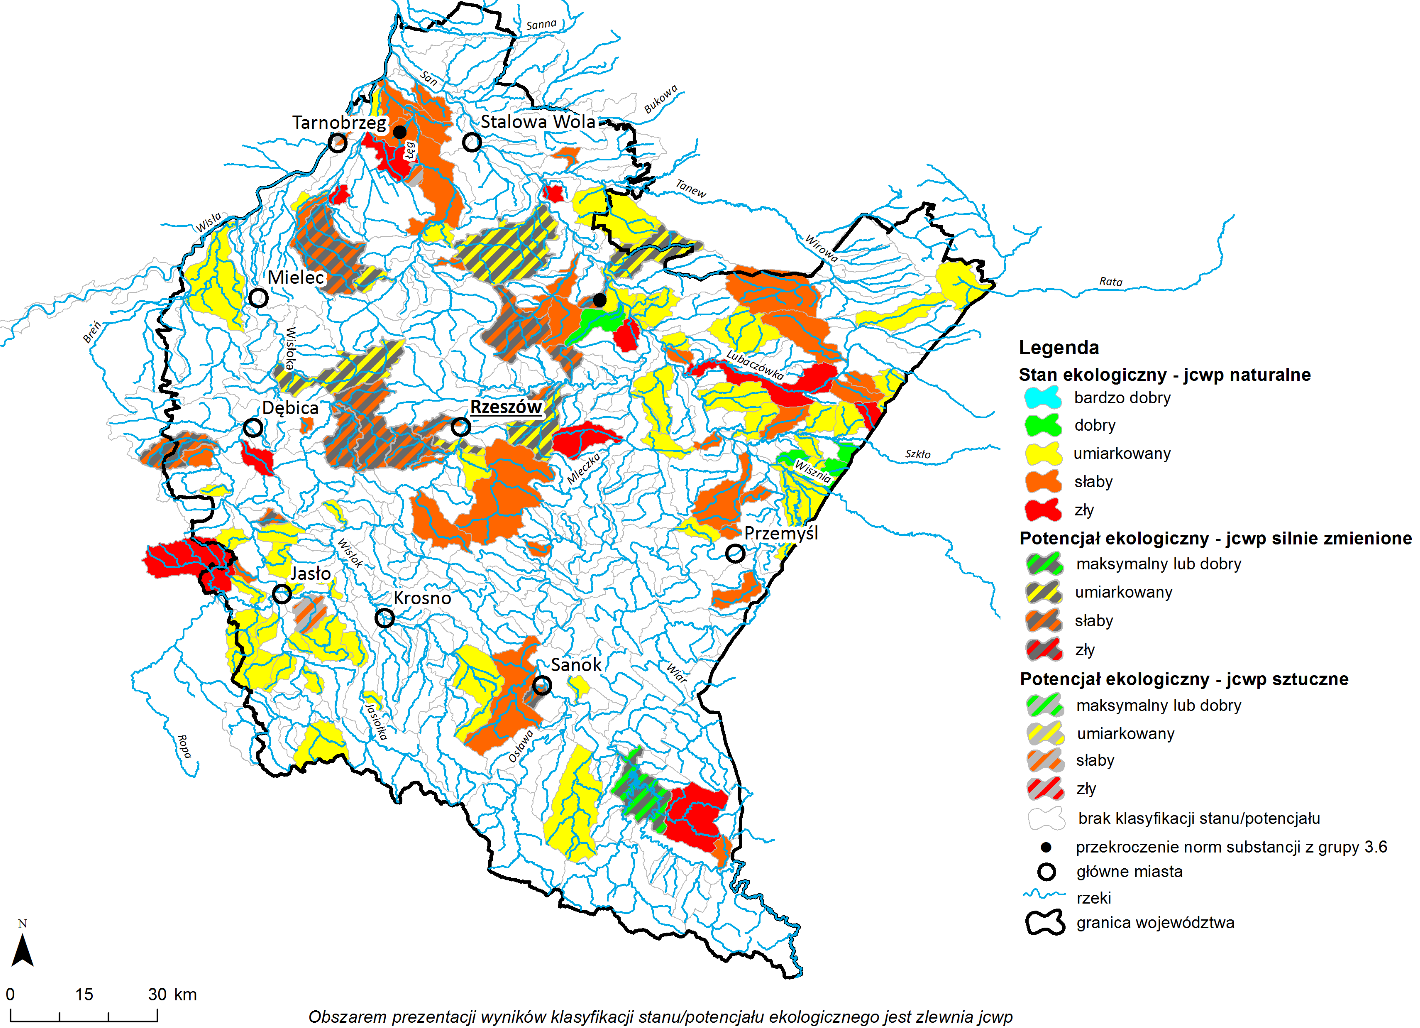 Sanna
San
Bukowa
Tarnobrzeg
Stalowa Wola
Łęg
Tanew
Wisła
Wirowa
Mielec
Rata
Breń
Wisłoka
Lubaczówka
Dębica
Rzeszów
Mleczka
Szkło
Wisznia
Przemyśl
Wisłok
Jasło
Krosno
Sanok
Wiar
Jasiołka
Osława
Ropa
Legenda
Stan ekologiczny - jcwp naturalne
bardzo dobry
dobry
umiarkowany
słaby
zły
Potencjał ekologiczny - jcwp silnie zmienione
maksymalny lub dobry
umiarkowany
słaby
zły
Potencjał ekologiczny - jcwp sztuczne
maksymalny lub dobry
umiarkowany
słaby
zły
brak klasyfikacji stanu/potencjału
przekroczenie norm substancji z grupy 3.6
główne miasta
rzeki
granica województwa
N
0 15 30 km
Obszarem prezentacji wyników klasyfikacji stanu/potencjału ekologicznego jest zlewnia jcwp